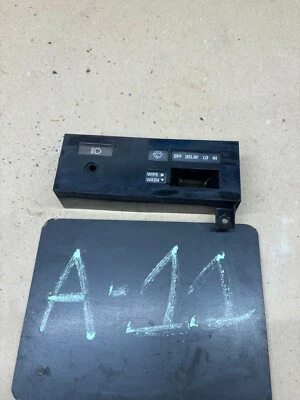 OFF DELAY LO HI
WIPE
WASH
A-11